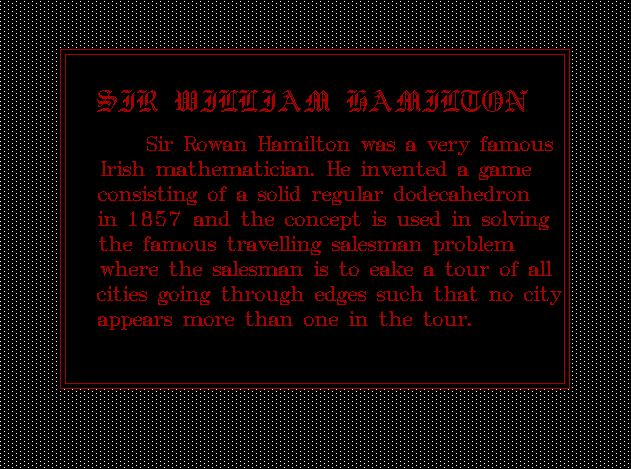 SIR WILLIAM HAMILTON
Sir Rowan Hamilton was a very famous
Irish mathematician. He invented a game
consisting of a solid regular dodecahedron
in 1857 and the concept is used in solving
the famous travelling salesman problem
where the salesman is to eake a tour of all
cities going through edges such that no city
appears more than one in the tour.